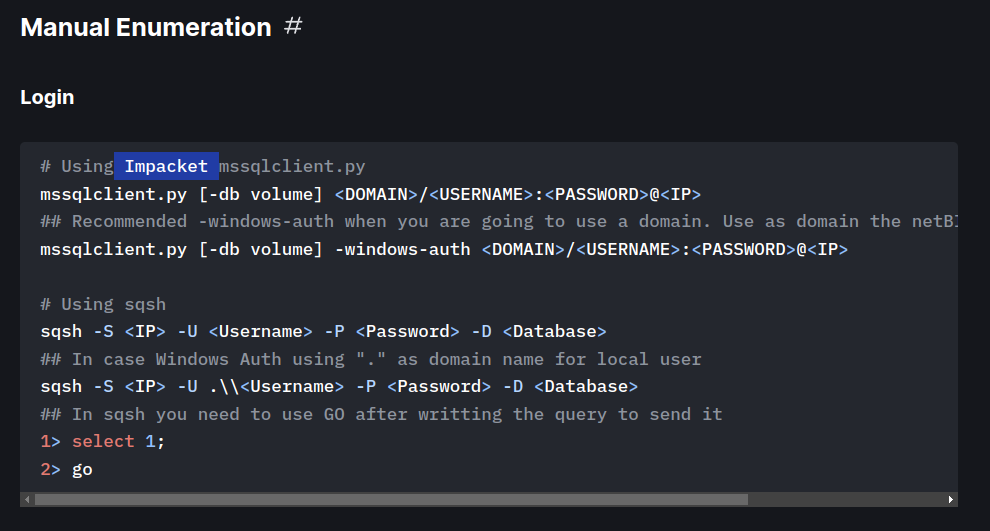 Manual Enumeration #
Login
# Using Impacket mssqlclient.py
mssqlclient.py [-db volume] <DOMAIN>/<USERNAME>:<PASSWORD>@<IP>
## Recommended -windows-auth when you are going to use a domain. Use as domain the netBI
mssqlclient.py [-db volume] -windows-auth <DOMAIN>/<USERNAME>:<PASSWORD>@<IP>
# Using sqsh
sqsh -S <IP> -U <Username> -P <Password> -D <Database>
## In case Windows Auth using "." as domain name for local user
sqsh -S <IP> -U .\\<Username> -P <Password> -D <Database>
## In sqsh you need to use GO after writting the query to send it
1> select 1;
2> go